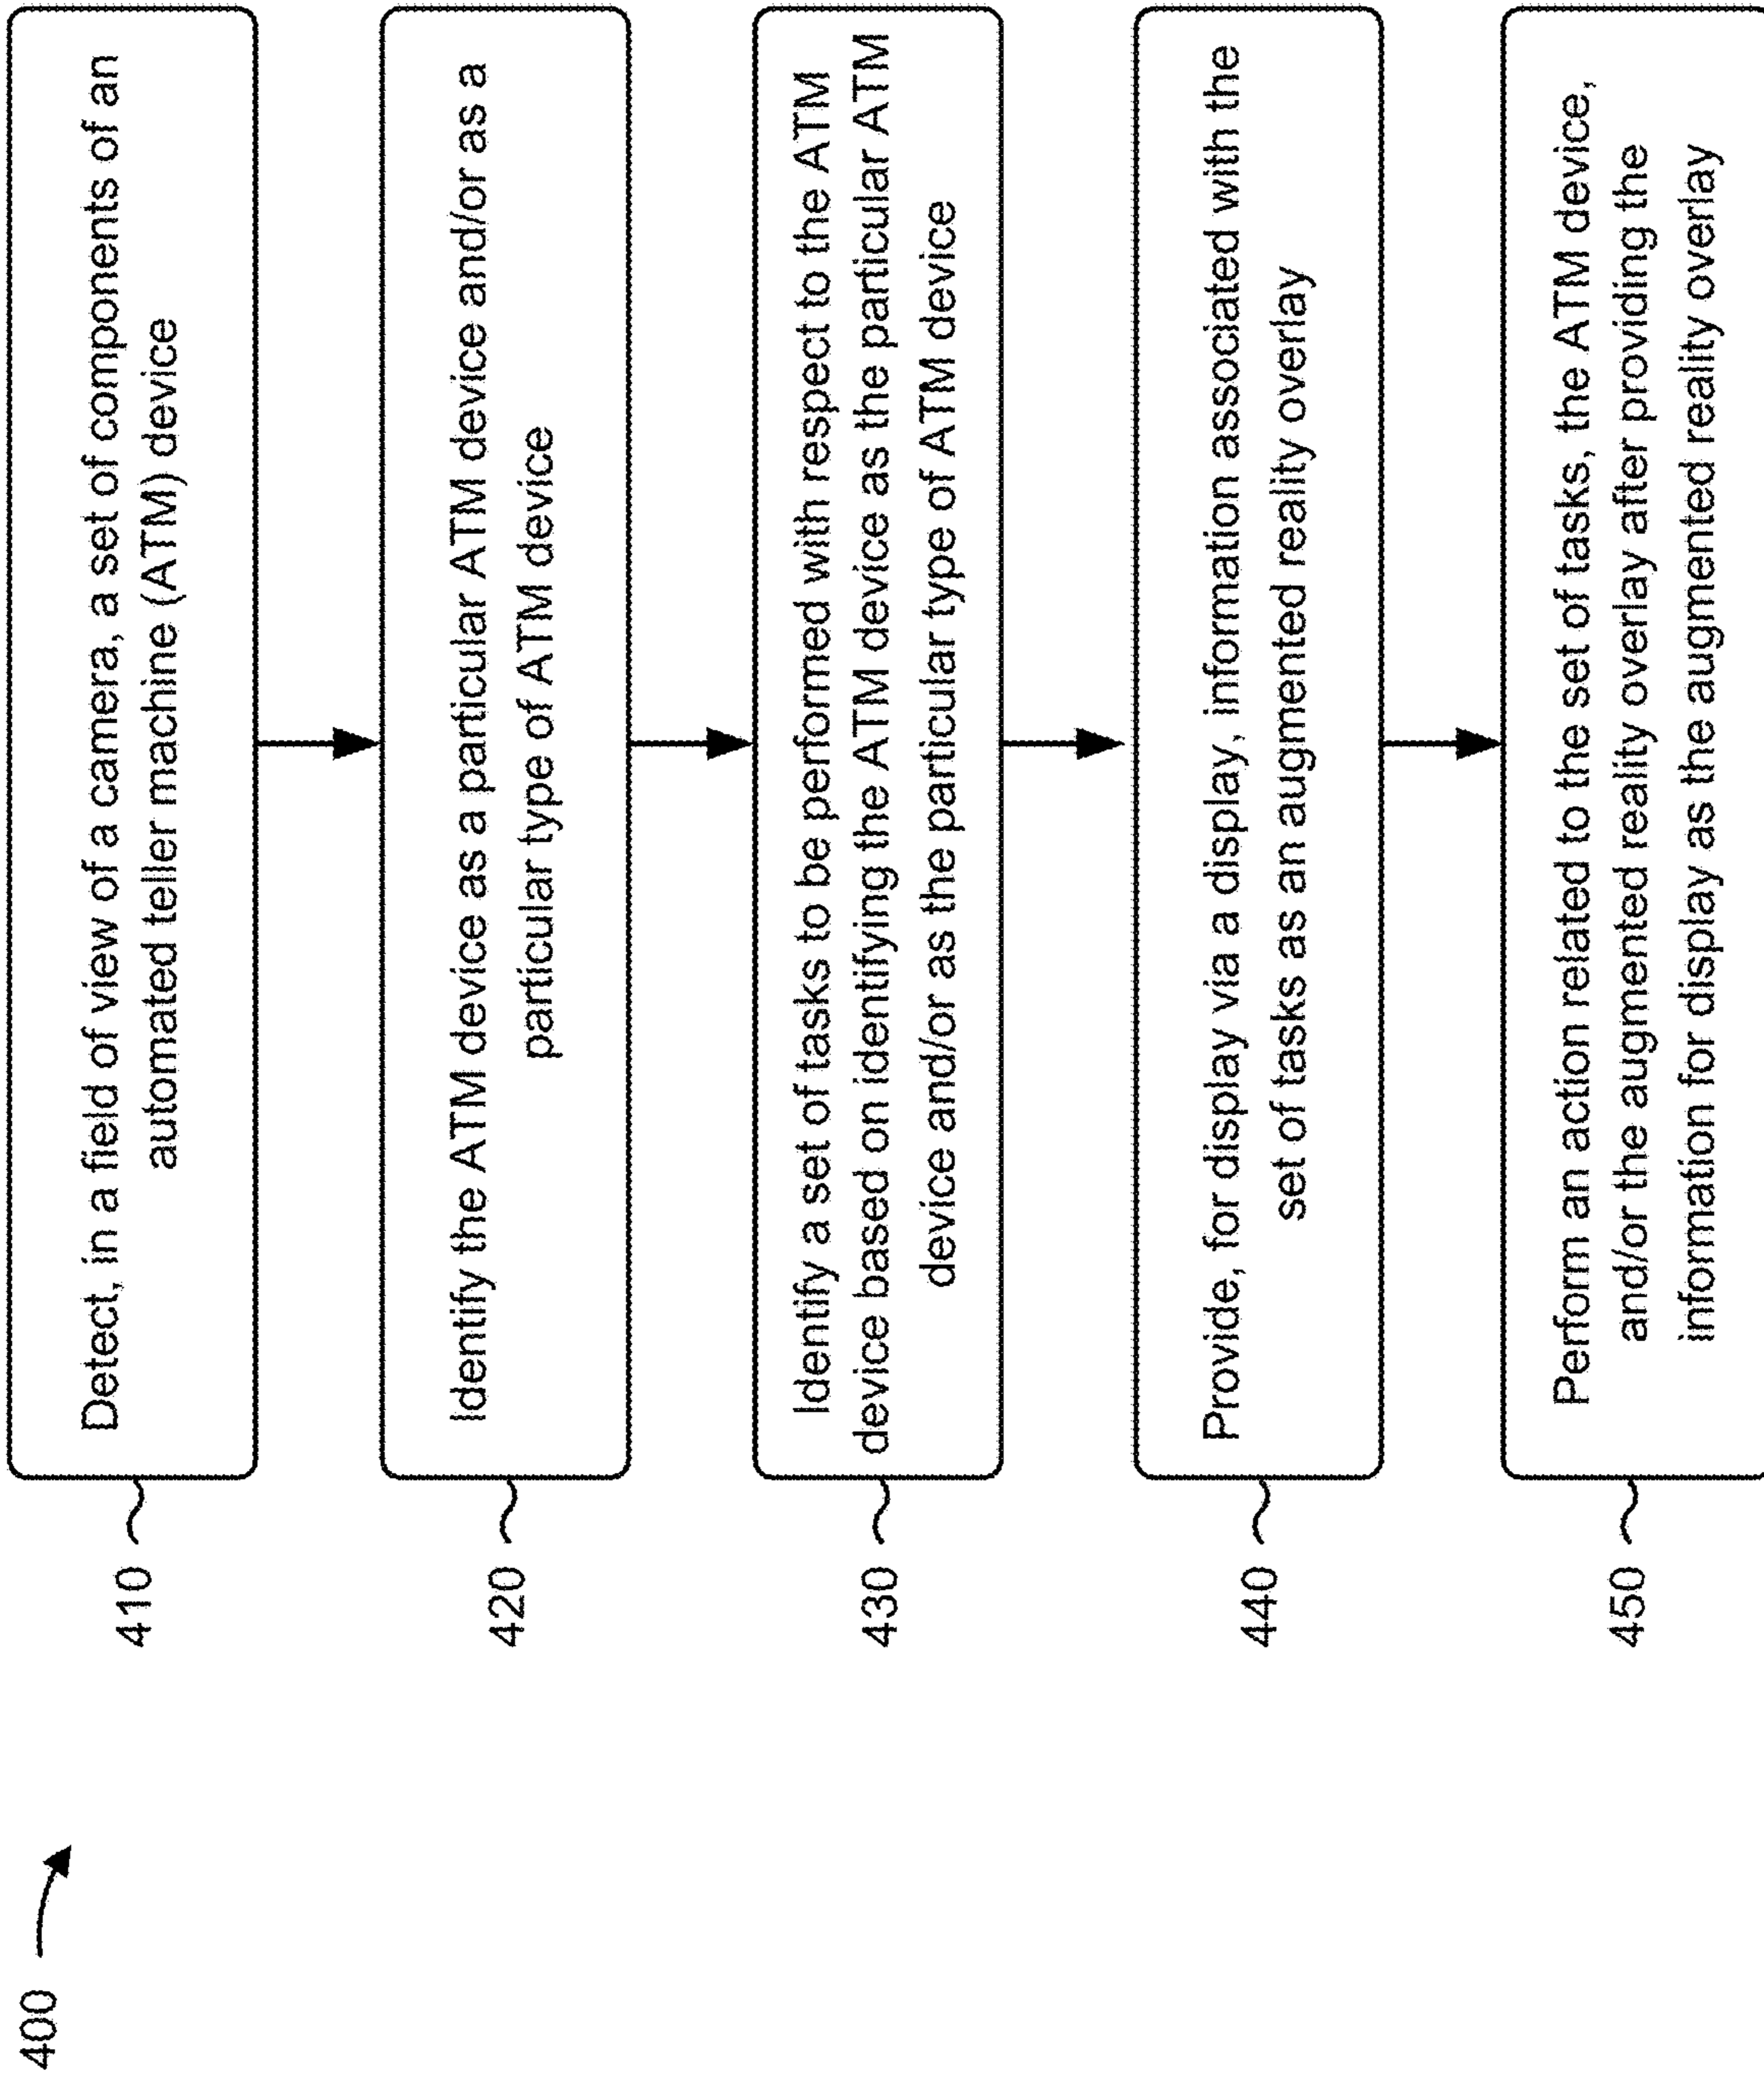 400
410
Detect, in a field of view of a camera, a set of components of an
automated teller machine (ATM) device
420
Identify the ATM device as a particular ATM device and/or as a
particular type of ATM device
430
Identify a set of tasks to be performed with respect to the ATM
device based on identifying the ATM device as the particular ATM
device and/or as the particular type of ATM device
440
Provide, for display via a display, information associated with the
set of tasks as an augmented reality overlay
450
Perform an action related to the set of tasks, the ATM device,
and/or the augmented reality overlay after providing the
information for display as the augmented reality overlay